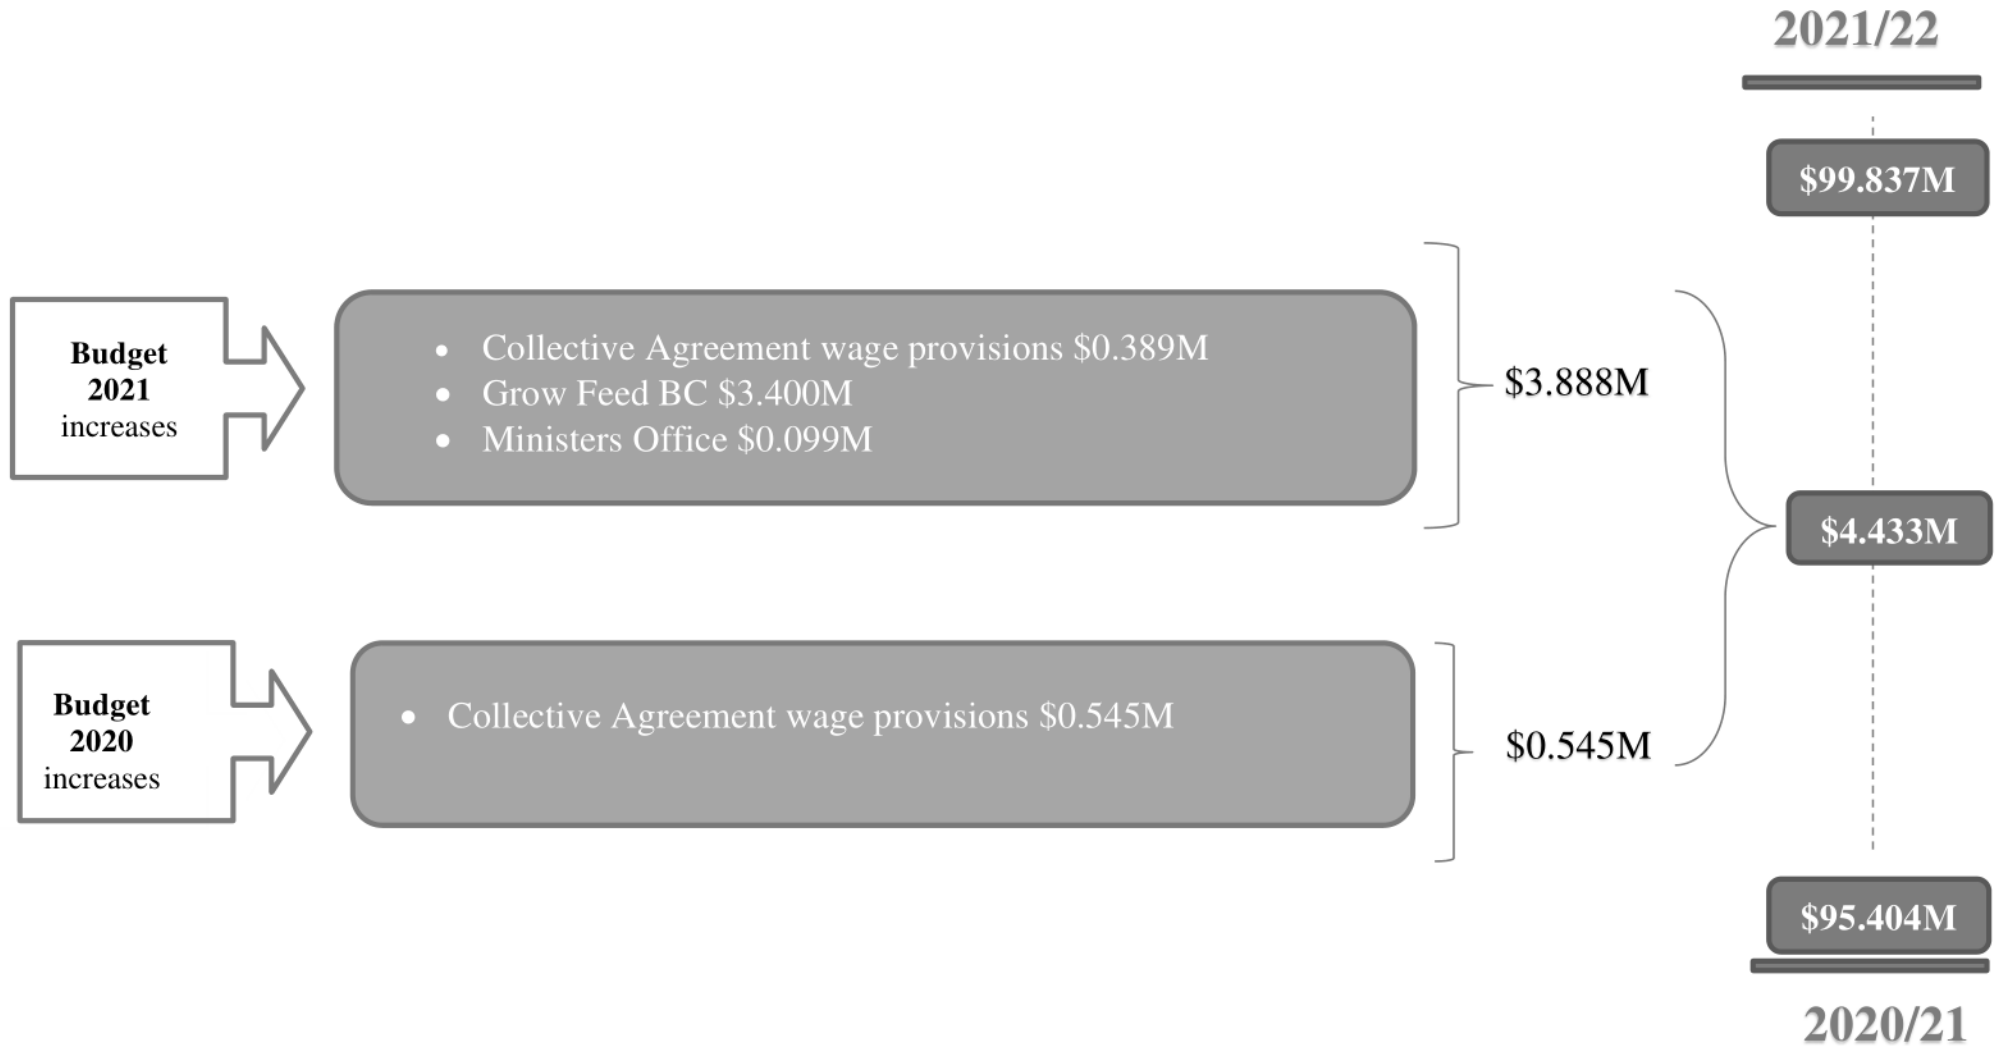 2021/22
$99.837M
Budget
2021
increases
• Collective Agreement wage provisions $0.389M
• Grow Feed BC $3.400M
• Ministers Office $0.099M
$3.888M
$4.433M
Budget
2020
increases
• Collective Agreement wage provisions $0.545M
$0.545M
$95.404M
2020/21